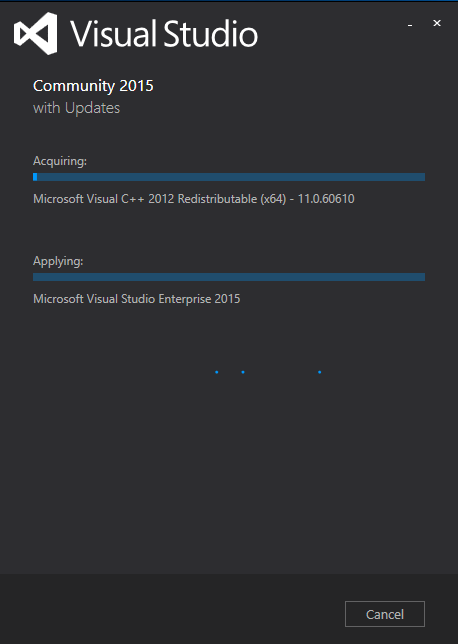 Visual Studio
Community 2015
with Updates
Acquiring:
Microsoft Visual C++ 2012 Redistributable (x64) - 11.0.60610
Applying:
Microsoft Visual Studio Enterprise 2015
Cancel